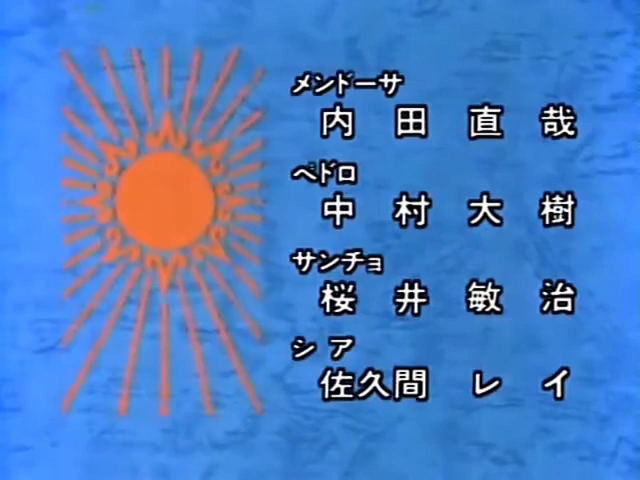 メンドーサ
内田直哉
ペドロ
中村大樹
サンチョ
桜井敏治
シア
佐久間レイ